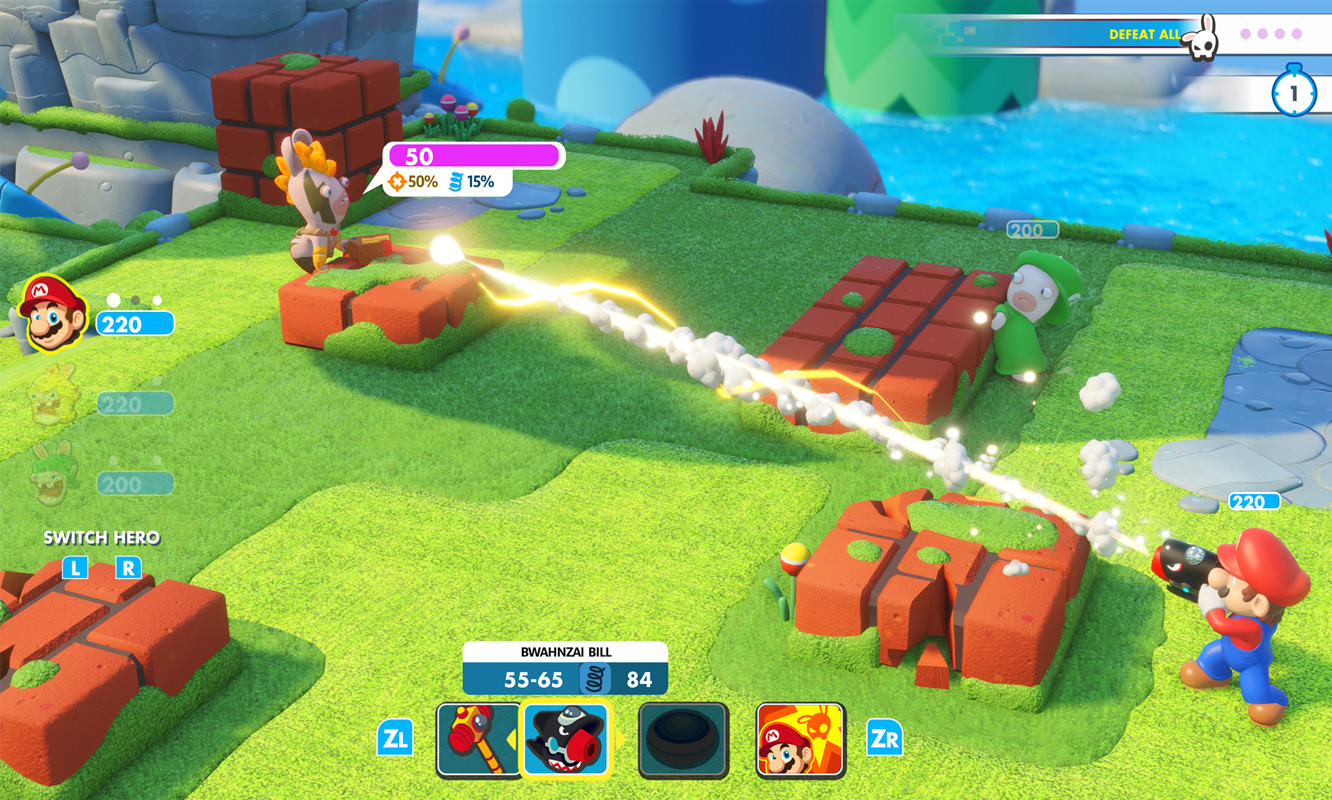 DEFEAT ALL
1
50
50% 15%
200
220
220
200
220
SWITCH HERO
L R
BWAHNZAI BILL
55-65 84
ZL ZR
M
M